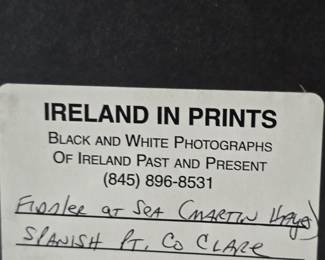 IRELAND IN PRINTS
BLACK AND WHITE PHOTOGRAPHS
OF IRELAND PAST AND PRESENT
(845) 896-8531
FIDDLER AT SEA (MARTIN HAYES)
SPANISH PT. CO CLARE